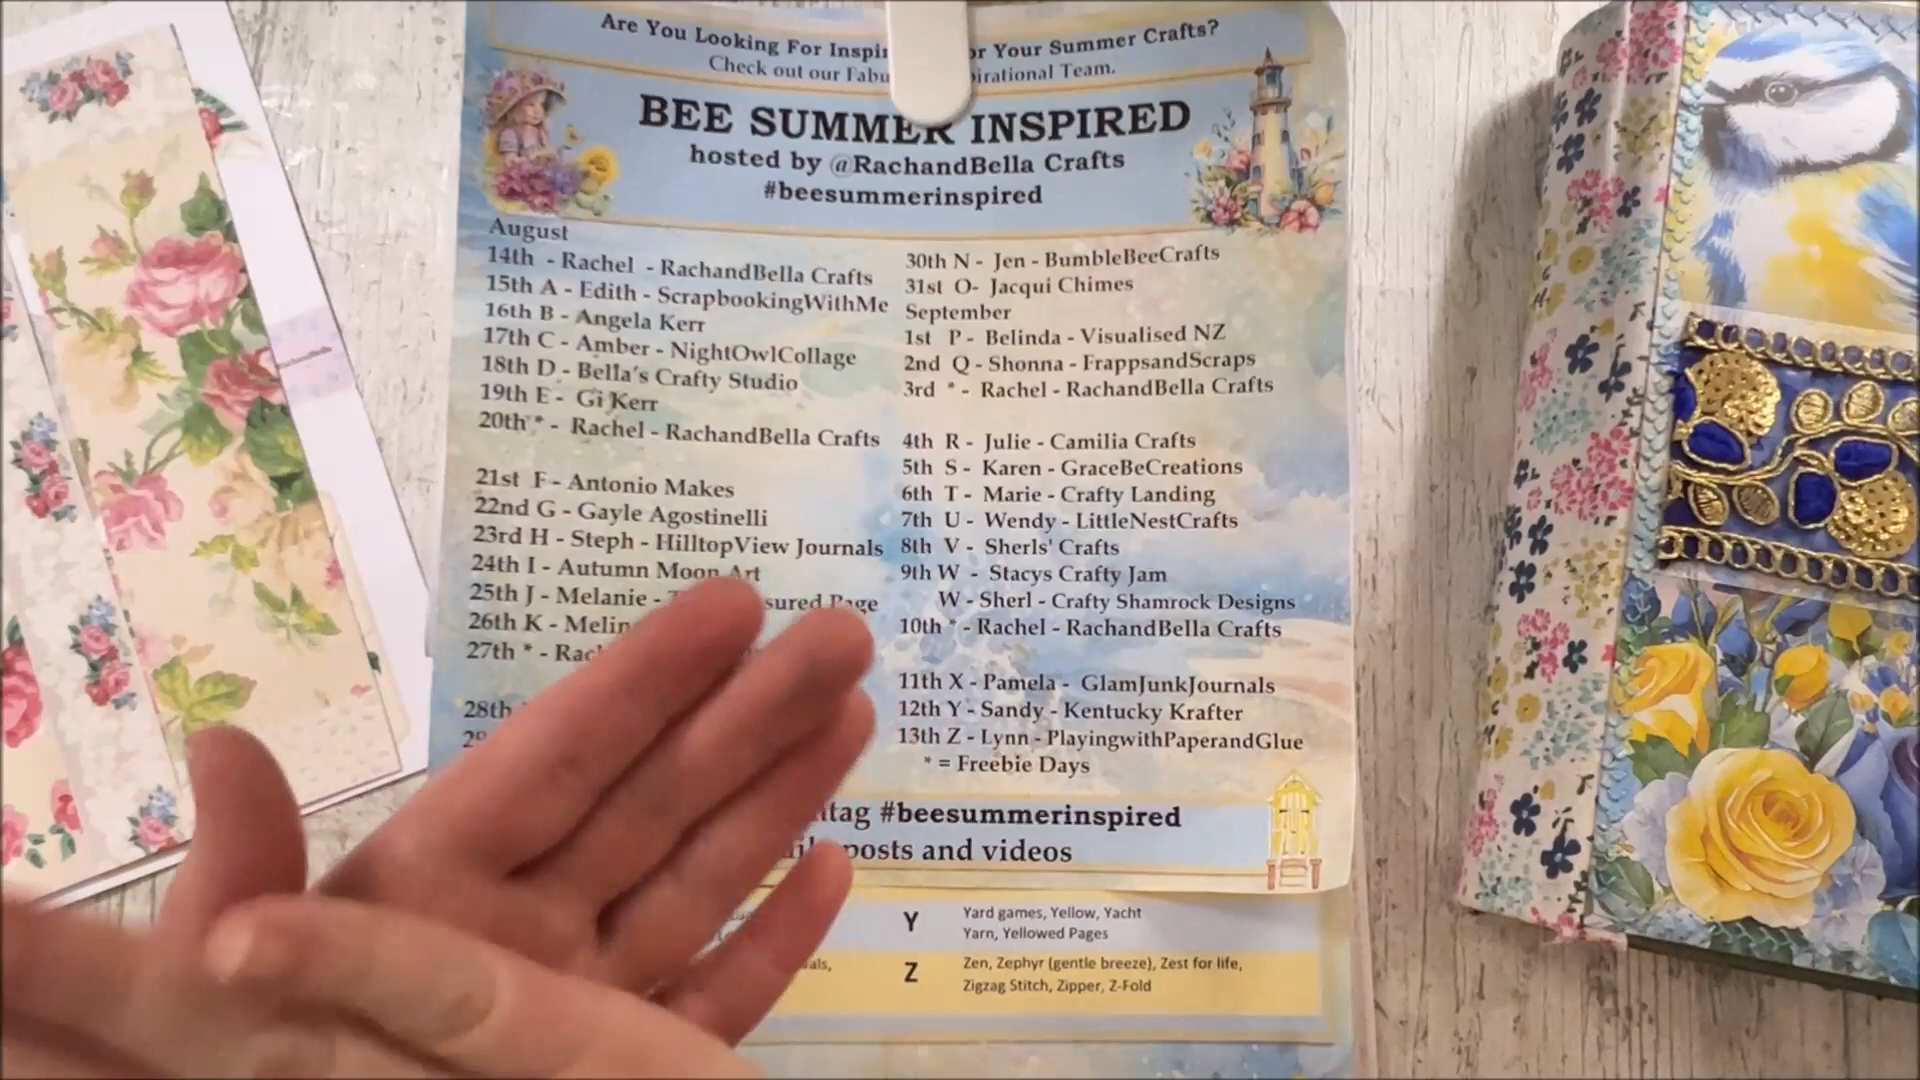 Are You Looking For Inspi or Your Summer Crafts?
Check out our Fabu irational Team.
BEE SUMMER INSPIRED
hosted by @RachandBella Crafts
#beesummerinspired
August
14th - Rachel - RachandBella Crafts
15th A - Edith - ScrapbookingWithMe
16th B - Angela Kerr
17th C - Amber - NightOwlCollage
18th D - Bella's Crafty Studio
19th E - Gi Kerr
20th * - Rachel - RachandBella Crafts
21st F - Antonio Makes
22nd G - Gayle Agostinelli
23rd H - Steph - HilltopView Journals
24th I - Autumn Moon Art
25th J - Melanie - sured Page
26th K - Melin
27th * - Rac
28th
30th N - Jen - BumbleBeeCrafts
31st O- Jacqui Chimes
September
1st P - Belinda - Visualised NZ
2nd Q - Shonna - FrappsandScraps
3rd * - Rachel - RachandBella Crafts
4th R - Julie - Camilia Crafts
5th S - Karen - GraceBeCreations
6th T - Marie - Crafty Landing
7th U - Wendy - LittleNestCrafts
8th V - Sherls' Crafts
9th W - Stacys Crafty Jam
W - Sherl - Crafty Shamrock Designs
10th * - Rachel - RachandBella Crafts
11th X - Pamela - GlamJunkJournals
12th Y - Sandy - Kentucky Krafter
13th Z - Lynn - PlayingwithPaperandGlue
* = Freebie Days
htag #beesummerinspired
posts and videos
Y Yard games, Yellow, Yacht
Yarn, Yellowed Pages
als,
Z Zen, Zephyr (gentle breeze), Zest for life,
Zigzag Stitch, Zipper, Z-Fold